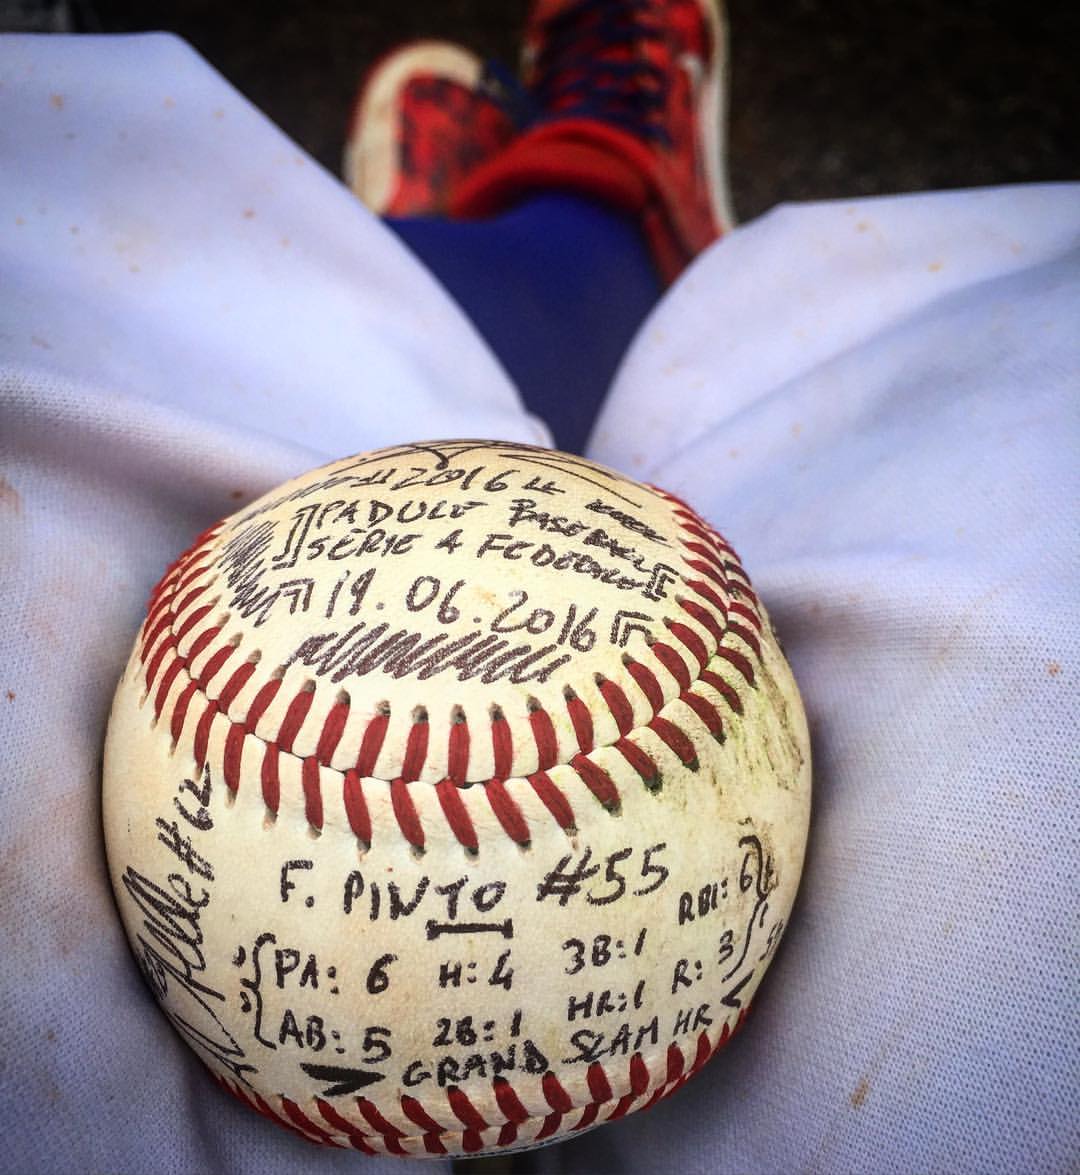 #2016#
PADULE BASEBALL
SERIE A FEDERALE
19.06.2016
F. PINTO #55
PA: 6 H: 4 3B: 1 RBI: 6
AB: 5 2B: 1 HR: 1 R: 3
GRAND SLAM HR
#62